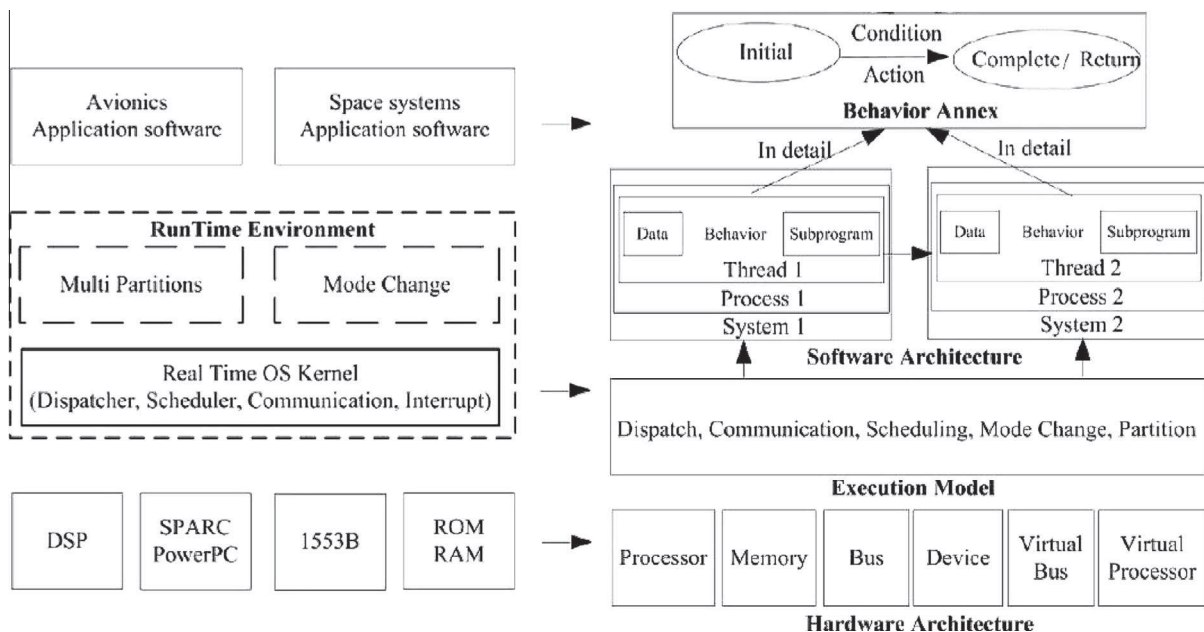 Avionics
Application software
Space systems
Application software
Initial
Condition
Action
Complete/ Return
Behavior Annex
In detail
In detail
RunTime Environment
Multi Partitions
Mode Change
Real Time OS Kernel
(Dispatcher, Scheduler, Communication, Interrupt)
Data
Behavior
Subprogram
Thread 1
Process 1
System 1
Data
Behavior
Subprogram
Thread 2
Process 2
System 2
Software Architecture
Dispatch, Communication, Scheduling, Mode Change, Partition
Execution Model
DSP
SPARC
PowerPC
1553B
ROM
RAM
Processor
Memory
Bus
Device
Virtual
Bus
Virtual
Processor
Hardware Architecture